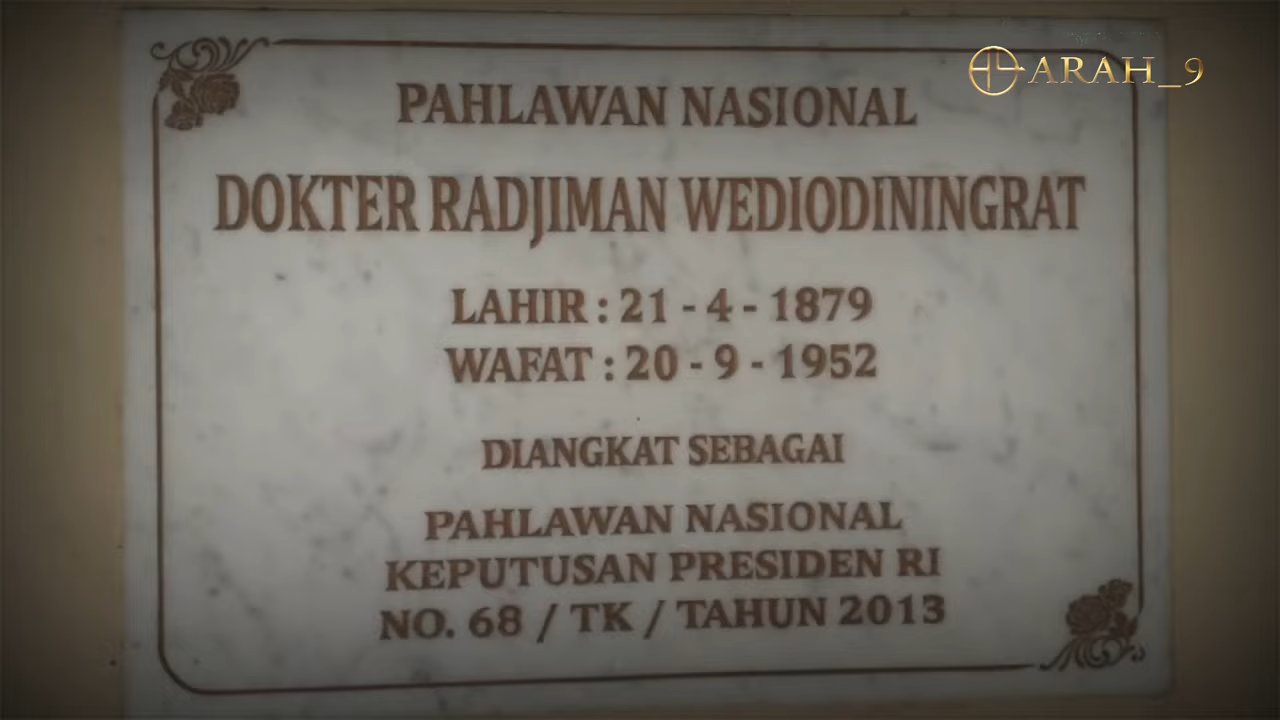 ARAH_9
PAHLAWAN NASIONAL
DOKTER RADJIMAN WEDIODININGRAT
LAHIR : 21 - 4 - 1879
WAFAT : 20 - 9 - 1952
DIANGKAT SEBAGAI
PAHLAWAN NASIONAL
KEPUTUSAN PRESIDEN RI
NO. 68 / TK / TAHUN 2013